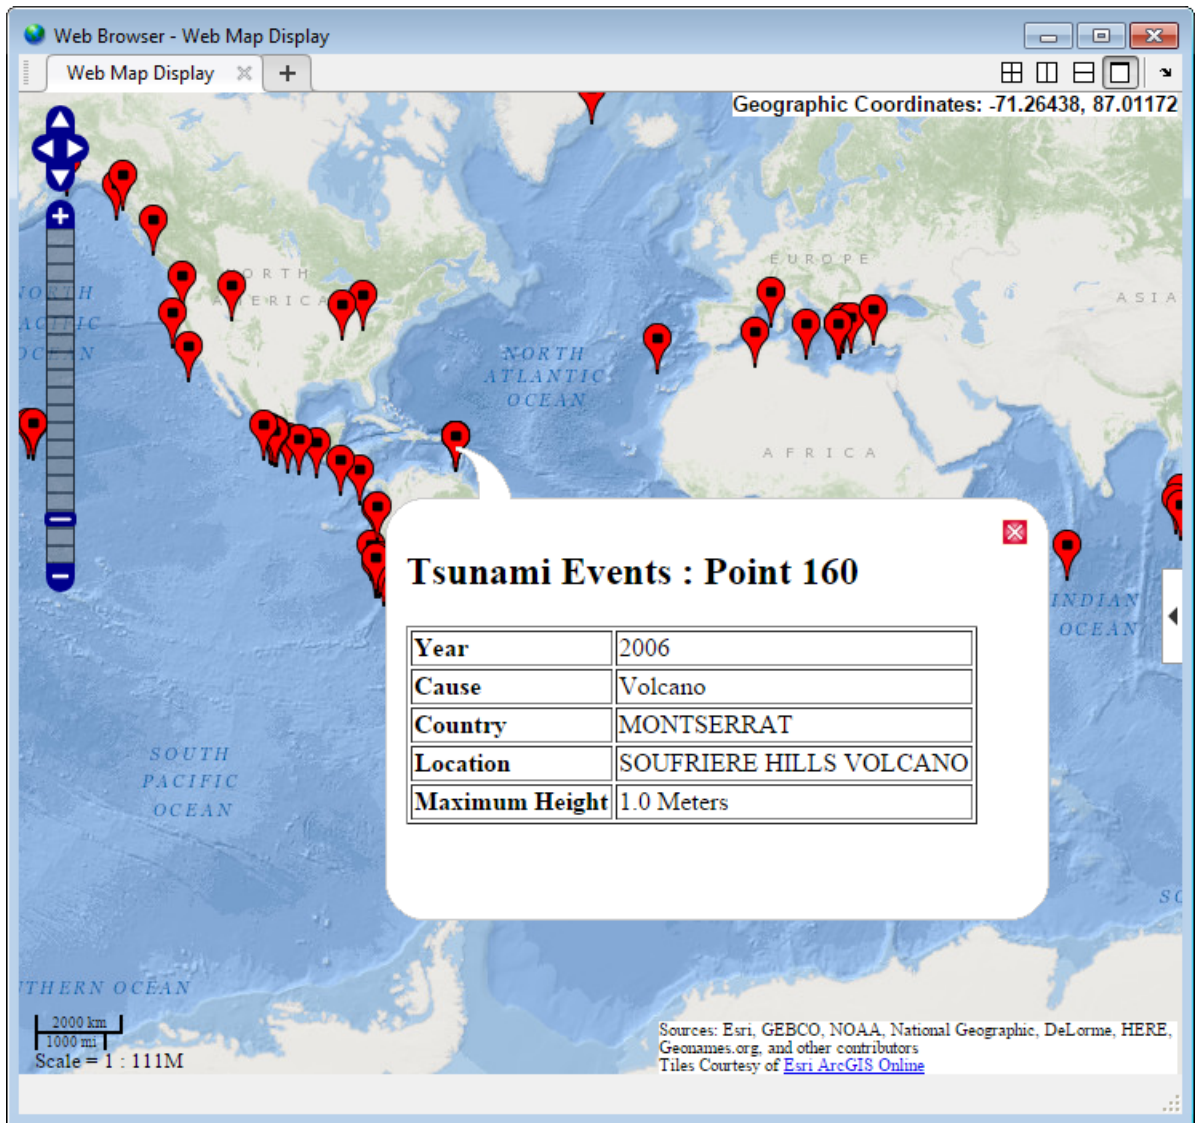 Web Browser - Web Map Display
Web Map Display
Geographic Coordinates: -71.26438, 87.01172
EUROPE
ASIA
NORTH
AMERICA
NORTH
ATLANTIC
OCEAN
AFRICA
Tsunami Events : Point 160
Year 2006
Cause Volcano
Country MONTSERRAT
Location SOUFRIERE HILLS VOLCANO
Maximum Height 1.0 Meters
INDIAN
OCEAN
SOUTH
PACIFIC
OCEAN
THERN OCEAN
2000 km
1000 mi
Scale = 1 : 111M
Sources: Esri, GEBCO, NOAA, National Geographic, DeLorme, HERE,
Geonames.org, and other contributors
Tiles Courtesy of Esri ArcGIS Online